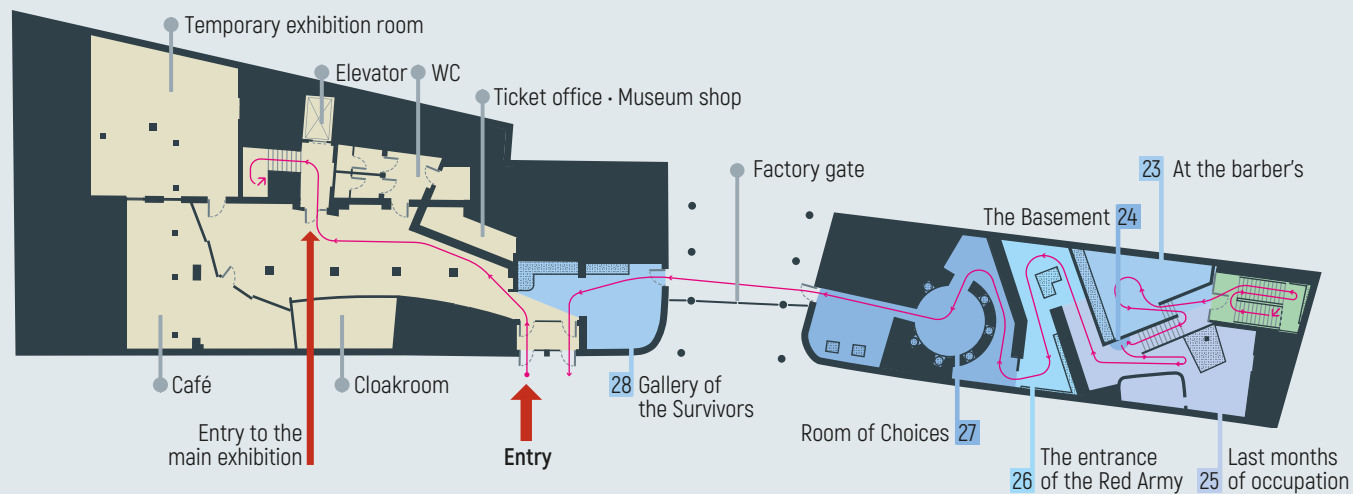 Temporary exhibition room
Elevator
WC
Ticket office · Museum shop
Factory gate
23 At the barber's
The Basement 24
Café
Cloakroom
28 Gallery of
the Survivors
Entry to the
main exhibition
Entry
Room of Choices 27
26 The entrance
of the Red Army
25 Last months
of occupation